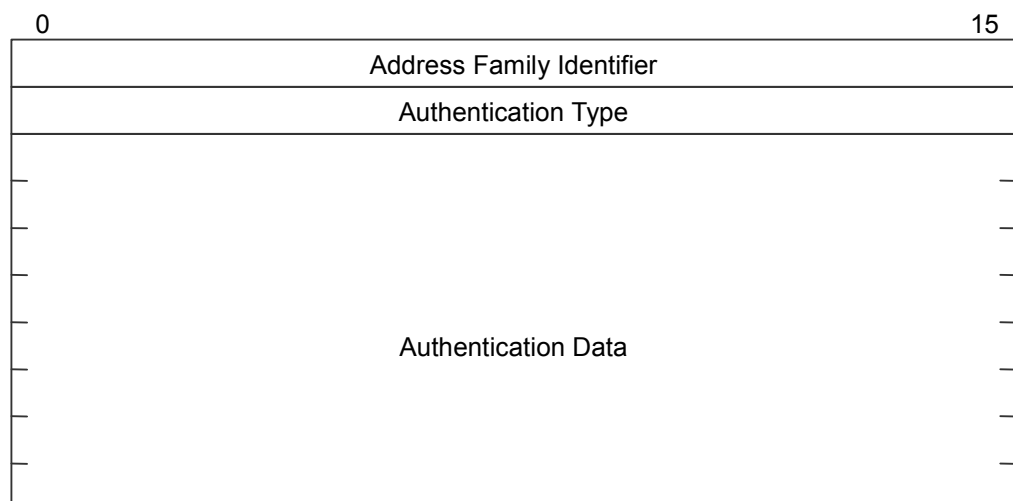 0 15
Address Family Identifier
Authentication Type
Authentication Data